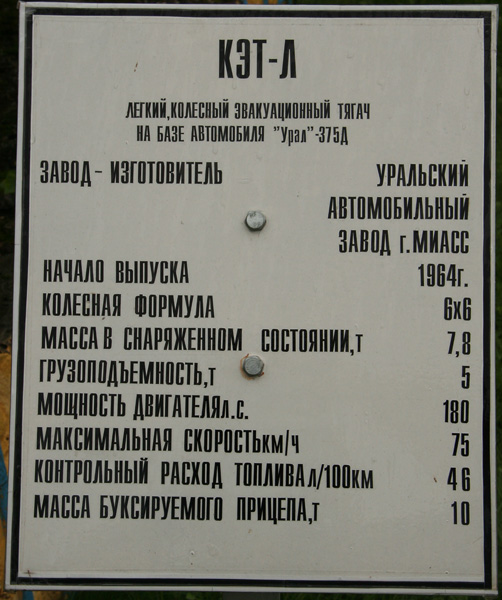 КЭТ-Л
ЛЕГКИЙ,КОЛЕСНЫЙ ЭВАКУАЦИОННЫЙ ТЯГАЧ
НА БАЗЕ АВТОМОБИЛЯ "Урал"-375Д
ЗАВОД-ИЗГОТОВИТЕЛЬ УРАЛЬСКИЙ
АВТОМОБИЛЬНЫЙ
ЗАВОД г.МИАСС
НАЧАЛО ВЫПУСКА 1964г.
КОЛЕСНАЯ ФОРМУЛА 6х6
МАССА В СНАРЯЖЕННОМ СОСТОЯНИИ,т 7,8
ГРУЗОПОДЪЕМНОСТЬ,т 5
МОЩНОСТЬ ДВИГАТЕЛЯл.с. 180
МАКСИМАЛЬНАЯ СКОРОСТЬкм/ч 75
КОНТРОЛЬНЫЙ РАСХОД ТОПЛИВАл/100км 46
МАССА БУКСИРУЕМОГО ПРИЦЕПА,т 10